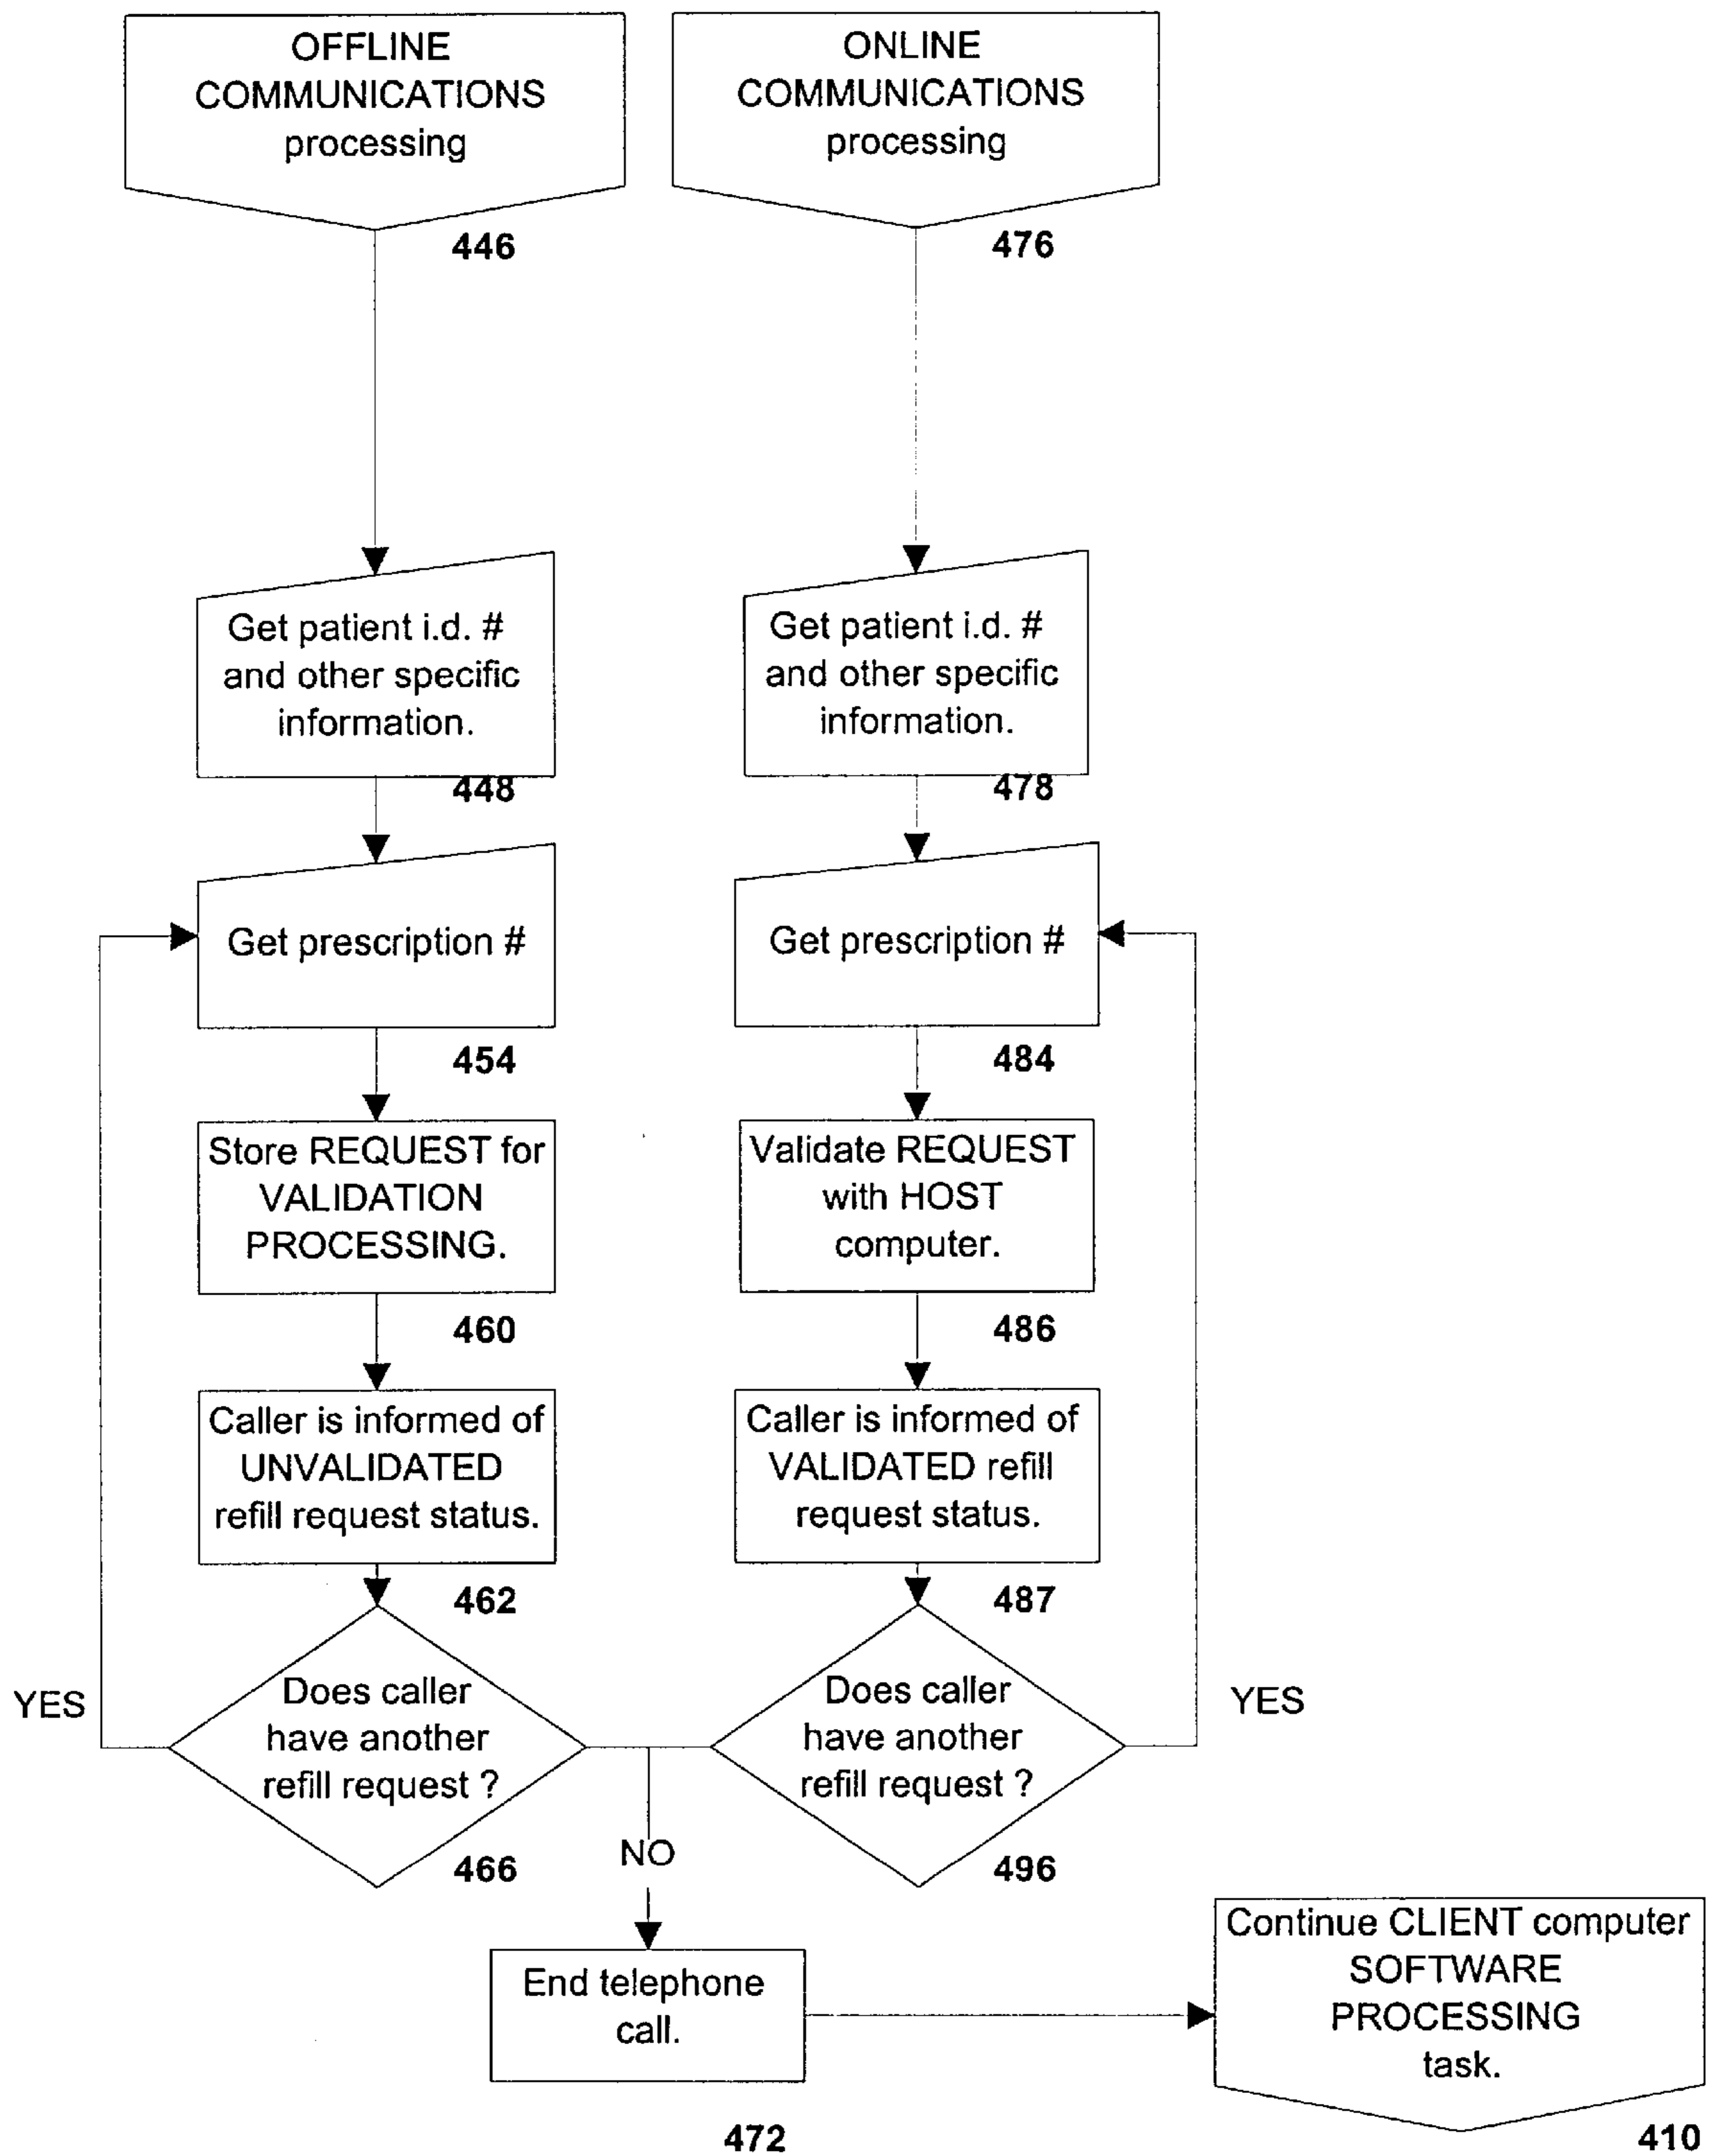 OFFLINE
COMMUNICATIONS
processing
446
ONLINE
COMMUNICATIONS
processing
476
Get patient i.d. #
and other specific
information.
448
Get patient i.d. #
and other specific
information.
478
Get prescription #
454
Get prescription #
484
Store REQUEST for
VALIDATION
PROCESSING.
460
Validate REQUEST
with HOST
computer.
486
Caller is informed of
UNVALIDATED
refill request status.
462
Caller is informed of
VALIDATED refill
request status.
487
YES
Does caller
have another
refill request ?
466
Does caller
have another
refill request ?
496
YES
NO
End telephone
call.
472
Continue CLIENT computer
SOFTWARE
PROCESSING
task.
410